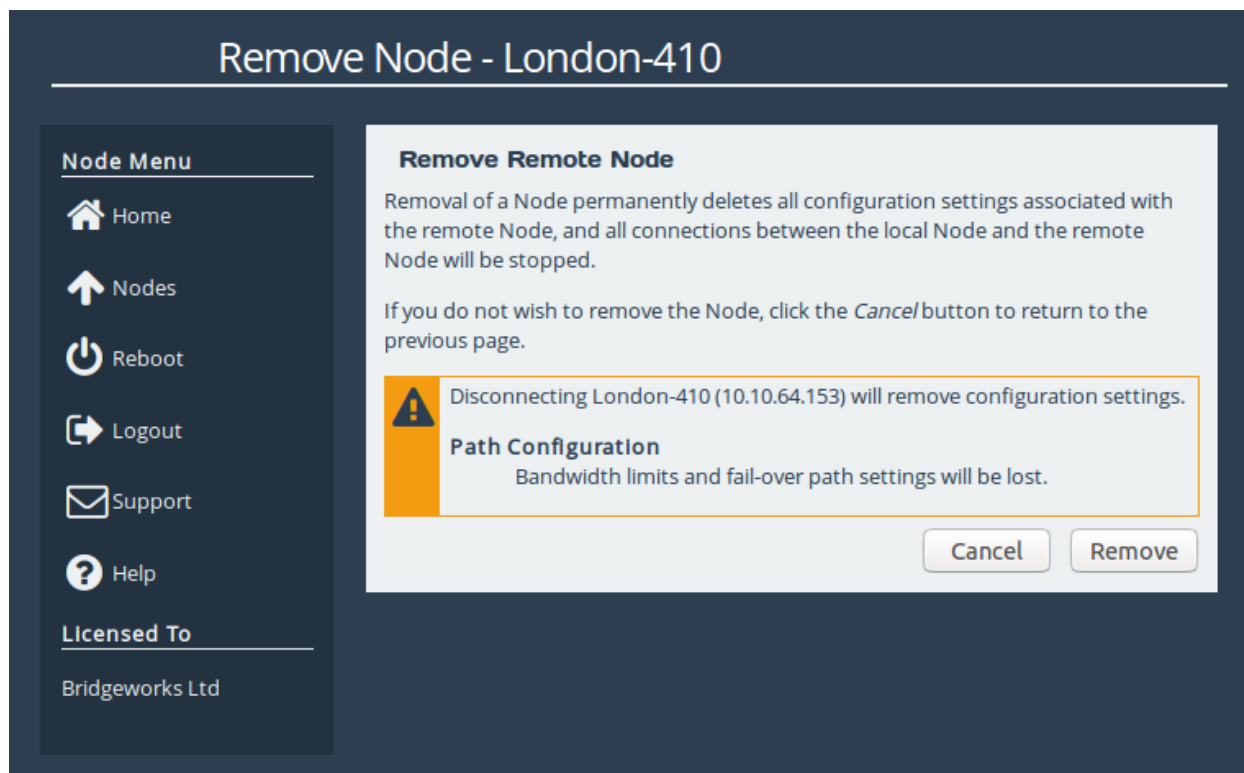 Remove Node - London-410
Node Menu
Home
Nodes
Reboot
Logout
Support
Help
Licensed To
Bridgeworks Ltd
Remove Remote Node
Removal of a Node permanently deletes all configuration settings associated with
the remote Node, and all connections between the local Node and the remote
Node will be stopped.
If you do not wish to remove the Node, click the Cancel button to return to the
previous page.
Disconnecting London-410 (10.10.64.153) will remove configuration settings.
Path Configuration
Bandwidth limits and fail-over path settings will be lost.
Cancel
Remove